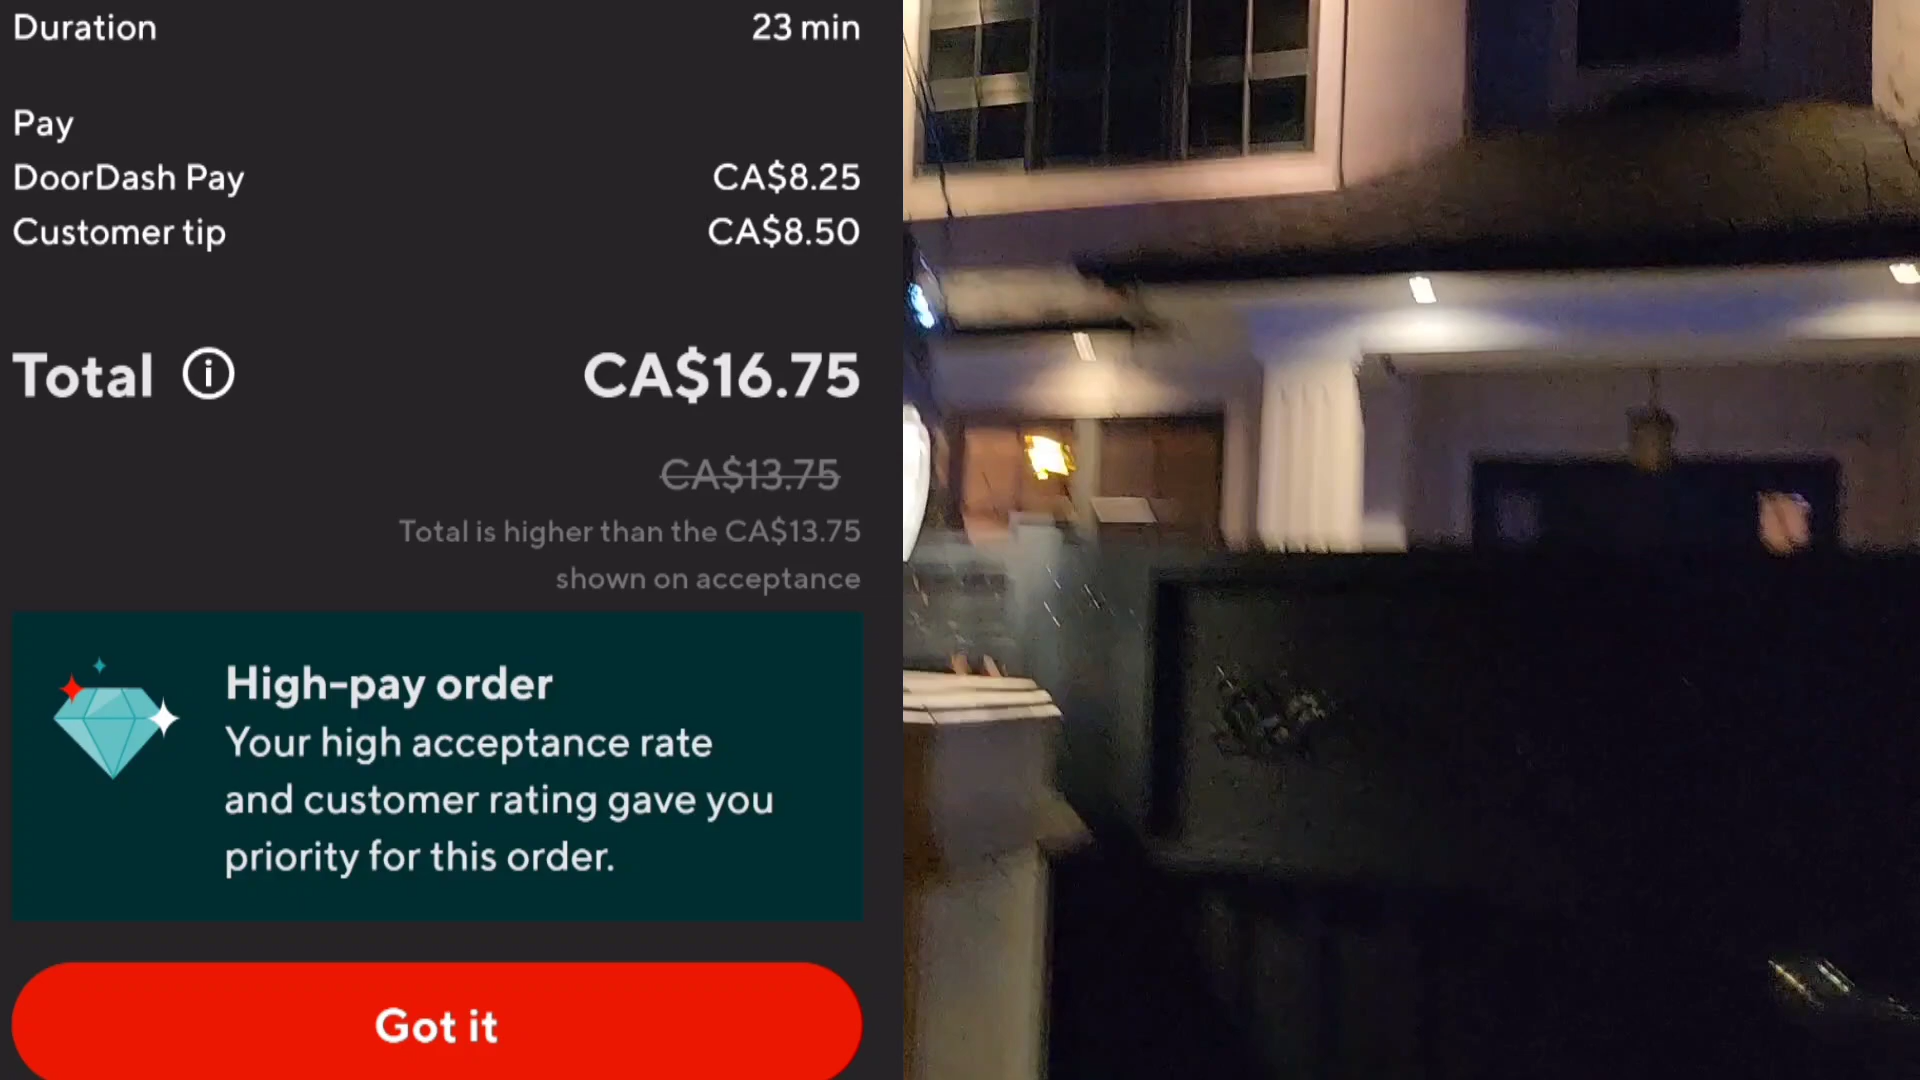 Duration 23 min
Pay
DoorDash Pay CA$8.25
Customer tip CA$8.50
Total CA$16.75
CA$13.75
Total is higher than the CA$13.75
shown on acceptance
High-pay order
Your high acceptance rate
and customer rating gave you
priority for this order.
Got it